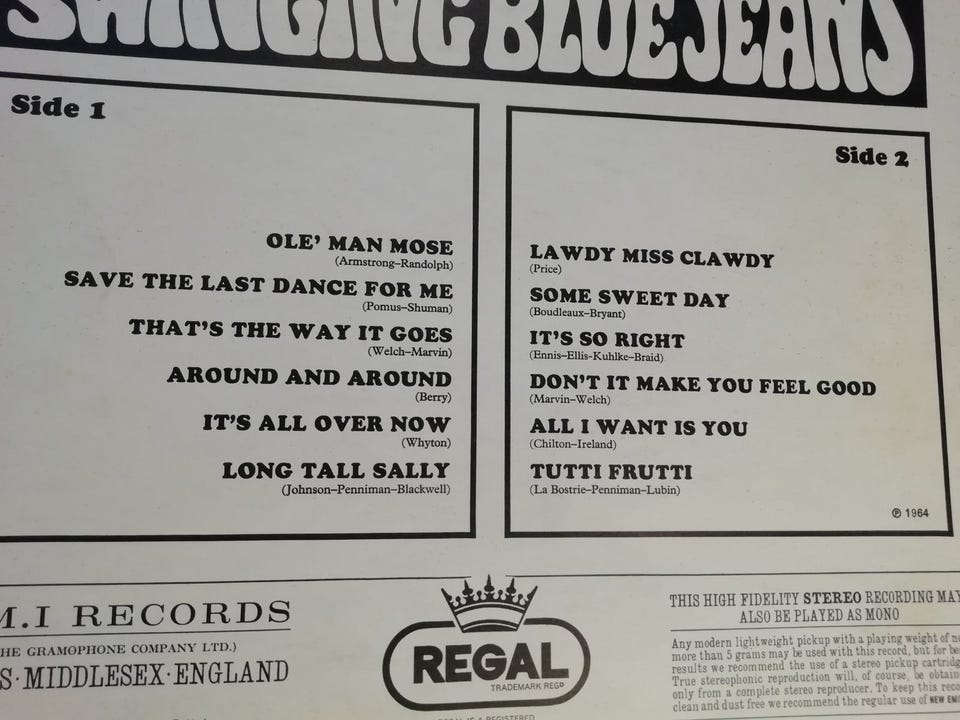 SWINGING BLUE JEANS
Side 1
OLE' MAN MOSE
(Armstrong–Randolph)
SAVE THE LAST DANCE FOR ME
(Pomus–Shuman)
THAT'S THE WAY IT GOES
(Welch–Marvin)
AROUND AND AROUND
(Berry)
IT'S ALL OVER NOW
(Whyton)
LONG TALL SALLY
(Johnson–Penniman–Blackwell)
Side 2
LAWDY MISS CLAWDY
(Price)
SOME SWEET DAY
(Boudleaux–Bryant)
IT'S SO RIGHT
(Ennis-Ellis-Kuhlke–Braid)
DON'T IT MAKE YOU FEEL GOOD
(Marvin–Welch)
ALL I WANT IS YOU
(Chilton–Ireland)
TUTTI FRUTTI
(La Bostrie–Penniman–Lubin)
℗ 1964
M.I RECORDS
HE GRAMOPHONE COMPANY LTD.)
S·MIDDLESEX·ENGLAND
REGAL
TRADEMARK REGD
REGAL IS A REGISTERED
THIS HIGH FIDELITY STEREO RECORDING MAY
ALSO BE PLAYED AS MONO
Any modern lightweight pickup with a playing weight of
more than 5 grams may be used with this record, but for
results we recommend the use of a stereo pickup
True stereophonic reproduction will, of course, be
only from a complete stereo reproducer. To keep this
clean and dust free we recommend the regular use of NEW